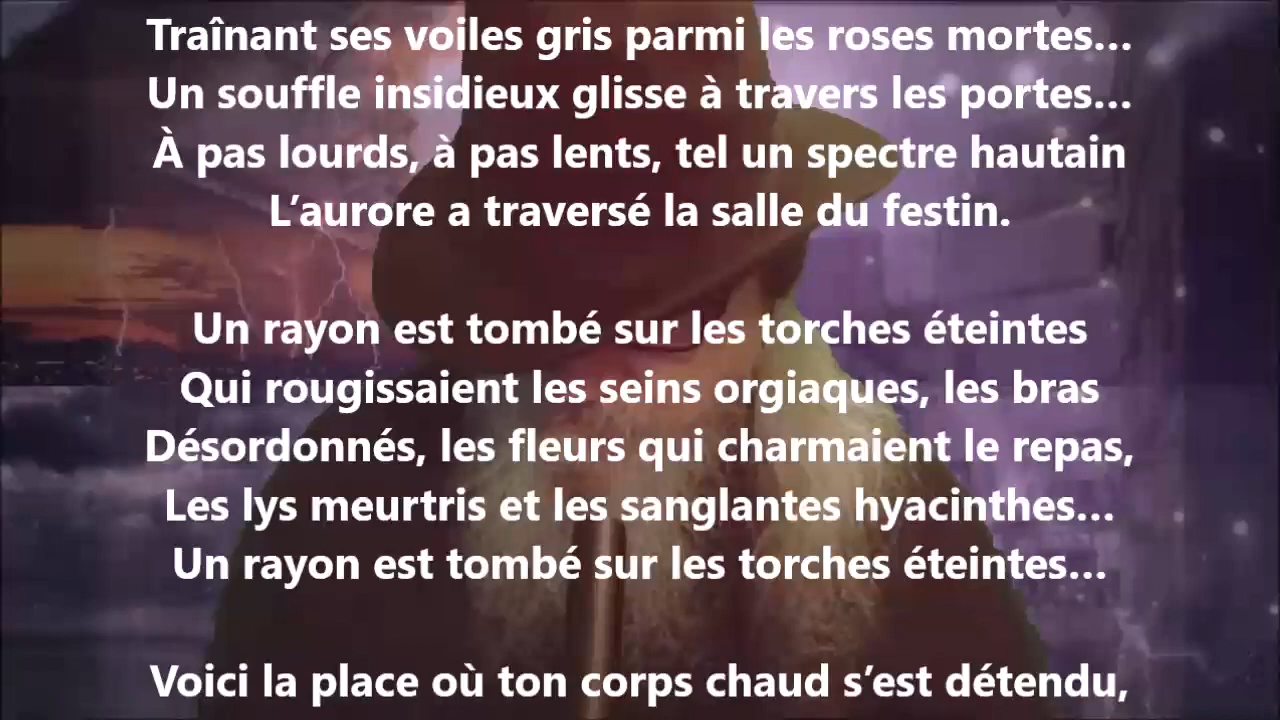 Traînant ses voiles gris parmi les roses mortes…
Un souffle insidieux glisse à travers les portes…
À pas lourds, à pas lents, tel un spectre hautain
L’aurore a traversé la salle du festin.
Un rayon est tombé sur les torches éteintes
Qui rougissaient les seins orgiaques, les bras
Désordonnés, les fleurs qui charmaient le repas,
Les lys meurtris et les sanglantes hyacinthes…
Un rayon est tombé sur les torches éteintes…
Voici la place où ton corps chaud s’est détendu,